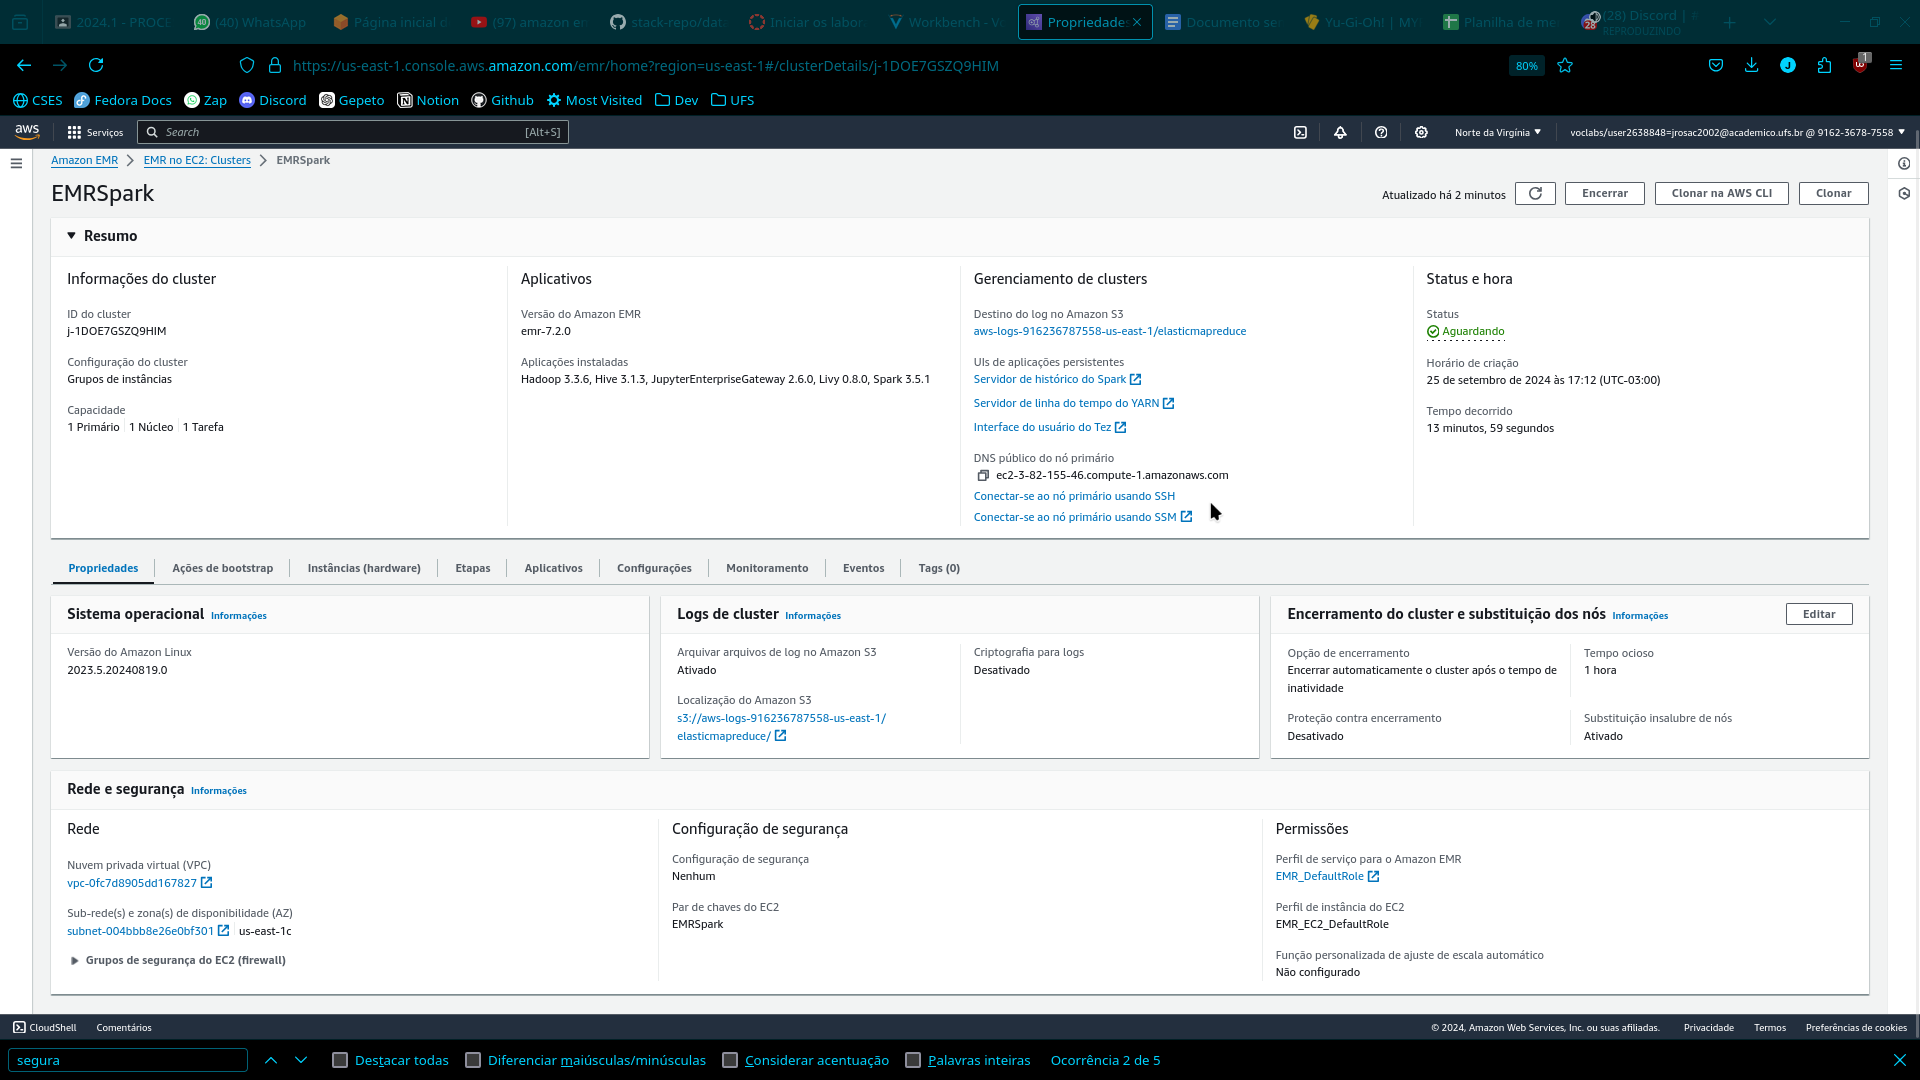 2024.1 - PROCE
(40) WhatsApp
Página inicial d
(97) amazon en
stack-repo/dat
Iniciar os labor
Workbench - Vo
Propriedades
Documento se
Yu-Gi-Oh! | MY
Planilha de me
(28) Discord |
REPRODUZINDO
https://us-east-1.console.aws.amazon.com/emr/home?region=us-east-1#/clusterDetails/j-1DOE7GSZQ9HIM
80%
CSES
Fedora Docs
Zap
Discord
Gepeto
Notion
Github
Most Visited
Dev
UFS
aws
Serviços
Search
[Alt+S]
Norte da Virgínia
voclabs/user2638848=jrosac2002@academico.ufs.br @ 9162-3678-7558
Amazon EMR
EMR no EC2: Clusters
EMRSpark
EMRSpark
Atualizado há 2 minutos
Encerrar
Clonar na AWS CLI
Clonar
Resumo
Informações do cluster
ID do cluster
j-1DOE7GSZQ9HIM
Configuração do cluster
Grupos de instâncias
Capacidade
1 Primário | 1 Núcleo | 1 Tarefa
Aplicativos
Versão do Amazon EMR
emr-7.2.0
Aplicações instaladas
Hadoop 3.3.6, Hive 3.1.3, JupyterEnterpriseGateway 2.6.0, Livy 0.8.0, Spark 3.5.1
Gerenciamento de clusters
Destino do log no Amazon S3
aws-logs-916236787558-us-east-1/elasticmapreduce
UIs de aplicações persistentes
Servidor de histórico do Spark
Servidor de linha do tempo do YARN
Interface do usuário do Tez
DNS público do nó primário
ec2-3-82-155-46.compute-1.amazonaws.com
Conectar-se ao nó primário usando SSH
Conectar-se ao nó primário usando SSM
Status e hora
Status
Aguardando
Horário de criação
25 de setembro de 2024 às 17:12 (UTC-03:00)
Tempo decorrido
13 minutos, 59 segundos
Propriedades
Ações de bootstrap
Instâncias (hardware)
Etapas
Aplicativos
Configurações
Monitoramento
Eventos
Tags (0)
Sistema operacional Informações
Versão do Amazon Linux
2023.5.20240819.0
Logs de cluster Informações
Arquivar arquivos de log no Amazon S3
Ativado
Localização do Amazon S3
s3://aws-logs-916236787558-us-east-1/
elasticmapreduce/
Criptografia para logs
Desativado
Encerramento do cluster e substituição dos nós Informações
Editar
Opção de encerramento
Encerrar automaticamente o cluster após o tempo de
inatividade
Proteção contra encerramento
Desativado
Tempo ocioso
1 hora
Substituição insalubre de nós
Ativado
Rede e segurança Informações
Rede
Nuvem privada virtual (VPC)
vpc-0fc7d8905dd167827
Sub-rede(s) e zona(s) de disponibilidade (AZ)
subnet-004bbb8e26e0bf301 | us-east-1c
Grupos de segurança do EC2 (firewall)
Configuração de segurança
Configuração de segurança
Nenhum
Par de chaves do EC2
EMRSpark
Permissões
Perfil de serviço para o Amazon EMR
EMR_DefaultRole
Perfil de instância do EC2
EMR_EC2_DefaultRole
Função personalizada de ajuste de escala automático
Não configurado
CloudShell
Comentários
© 2024, Amazon Web Services, Inc. ou suas afiliadas.
Privacidade
Termos
Preferências de cookies
segura
Destacar todas
Diferenciar maiúsculas/minúsculas
Considerar acentuação
Palavras inteiras
Ocorrência 2 de 5